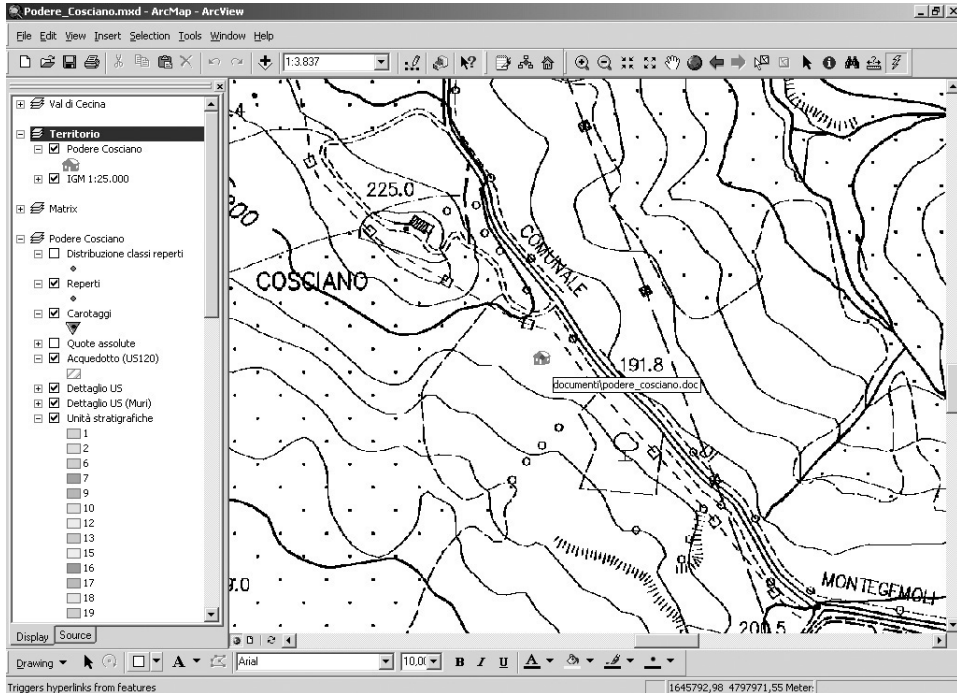 Podere_Cosciano.mxd - ArcMap - ArcView
File Edit View Insert Selection Tools Window Help
1:3.837
Val di Cecina
Territorio
Podere Cosciano
IGM 1:25.000
Matrix
Podere Cosciano
Distribuzione classi reperti
Reperti
Carotaggi
Quote assolute
Acquedotto (US120)
Dettaglio US
Dettaglio US (Muri)
Unità stratigrafiche
1
2
6
7
9
10
12
13
15
16
17
18
19
Display Source
225.0
COSCIANO
COMUNALE
191.8
documenti\podere_cosciano.doc
MONTEGEMOLI
200.5
Drawing A Arial 10,0 B I U A
Triggers hyperlinks from features 1645792,98 4797971,55 Meter